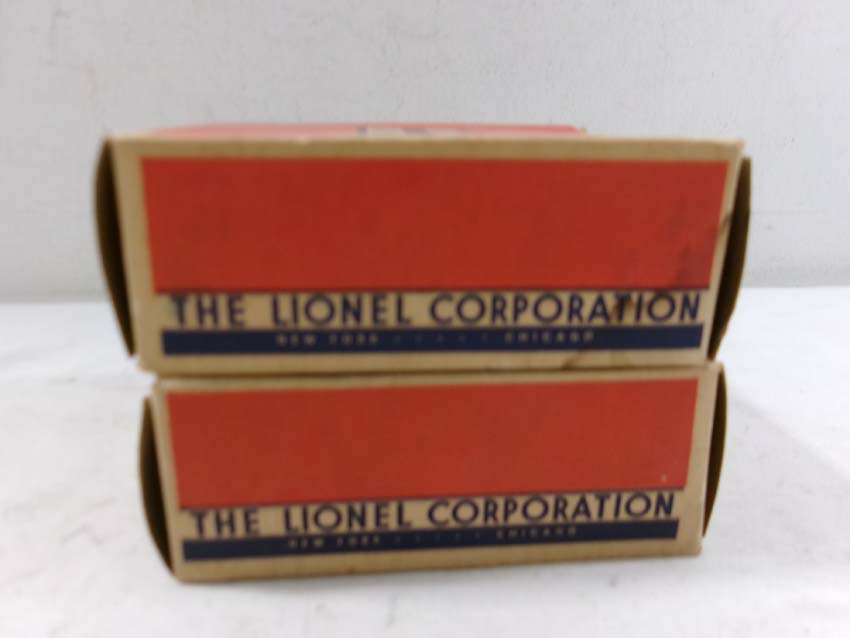 THE LIONEL CORPORATION
NEW YORK · · · · · CHICAGO
THE LIONEL CORPORATION
NEW YORK · · · · · CHICAGO